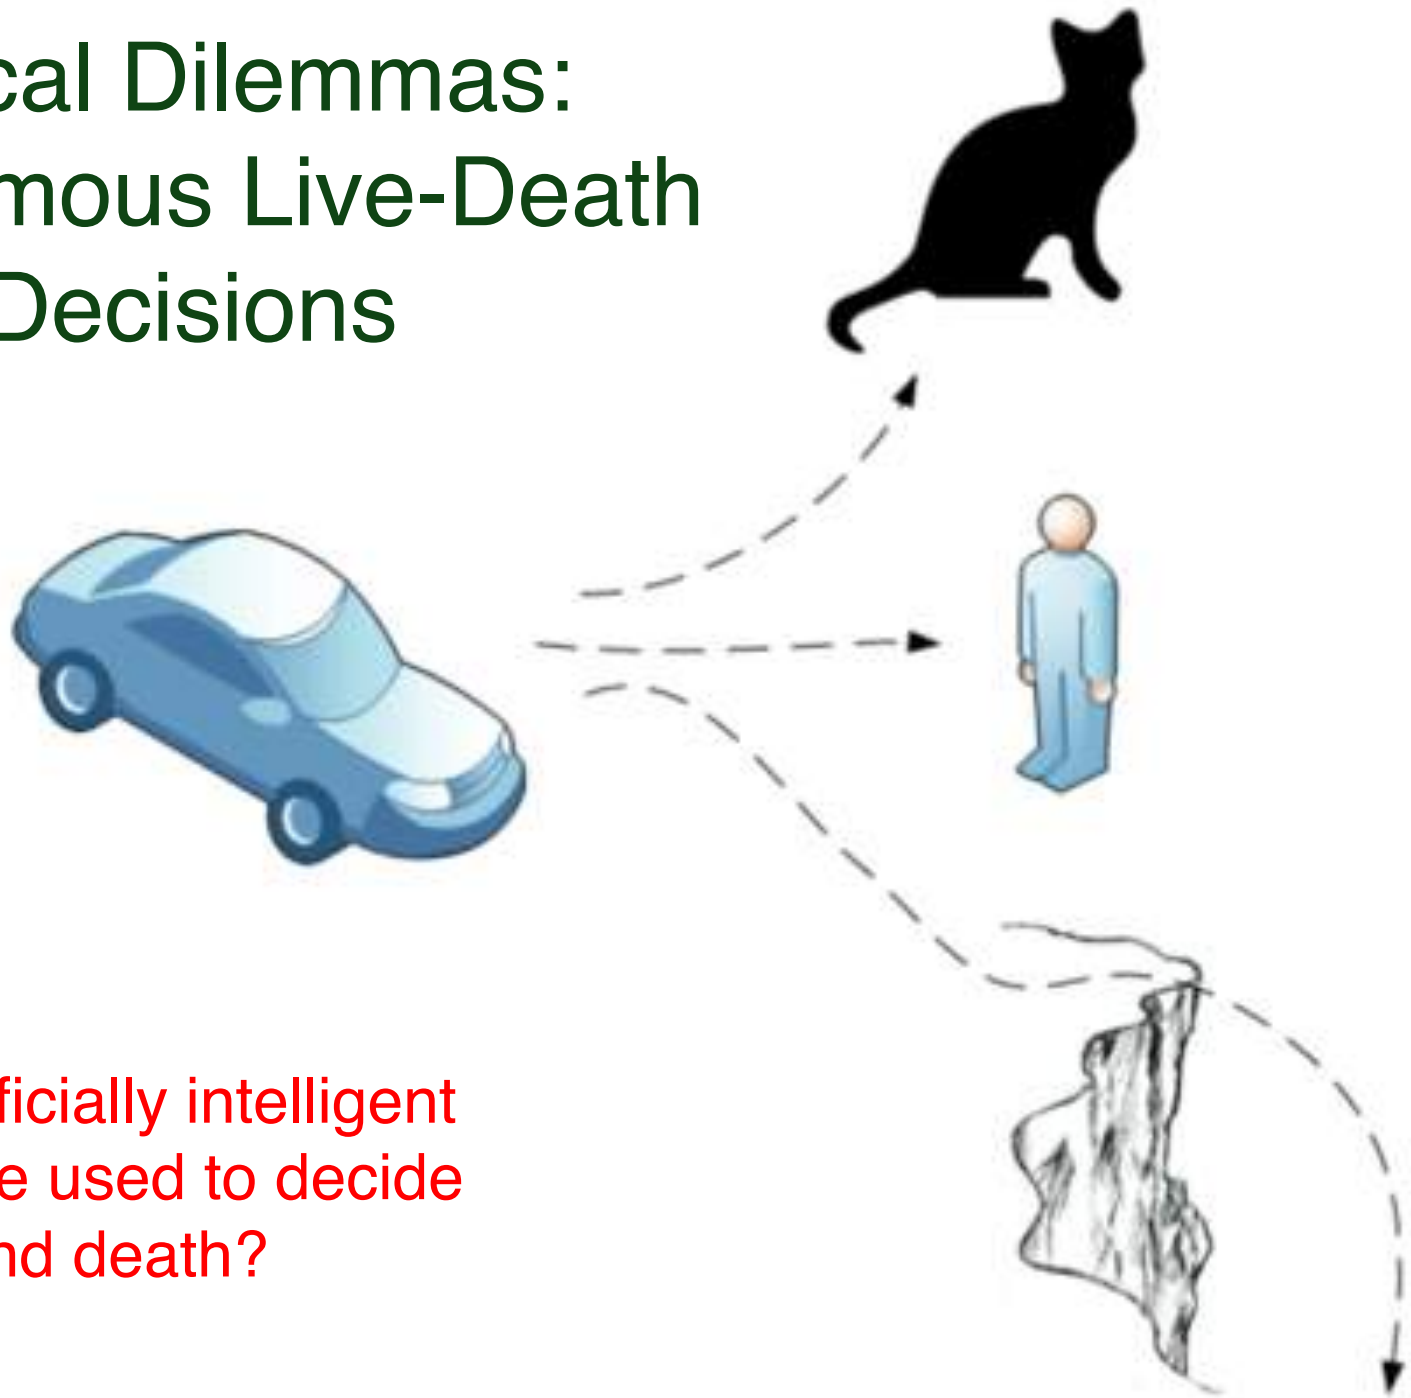 cal Dilemmas:
mous Live-Death
Decisions
ficially intelligent
e used to decide
nd death?